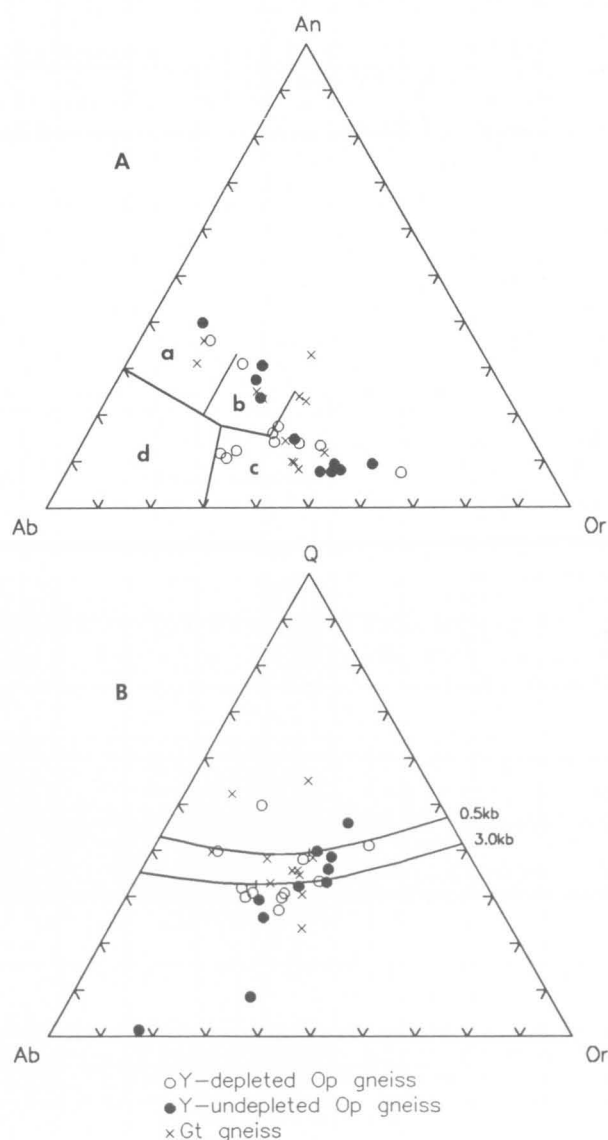 An
A
a
b
d
c
Ab
Or
Q
B
0.5kb
3.0kb
Ab
Or
○Y-depleted Op gneiss
●Y-undepleted Op gneiss
×Gt gneiss